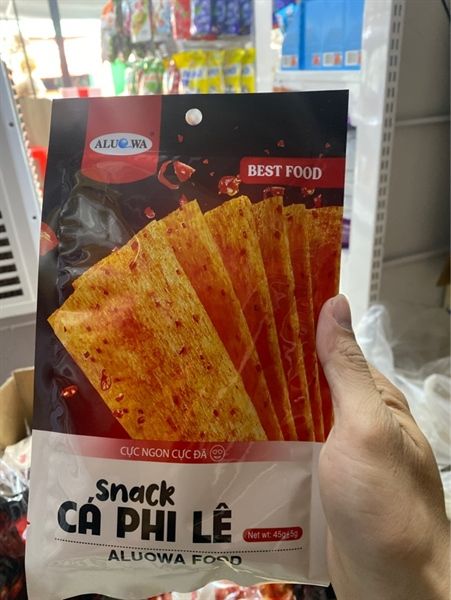 ALUOWA
BEST FOOD
CỰC NGON CỰC ĐÃ
Snack
CÁ PHI LÊ
Net wt: 45g±5g
ALUOWA FOOD